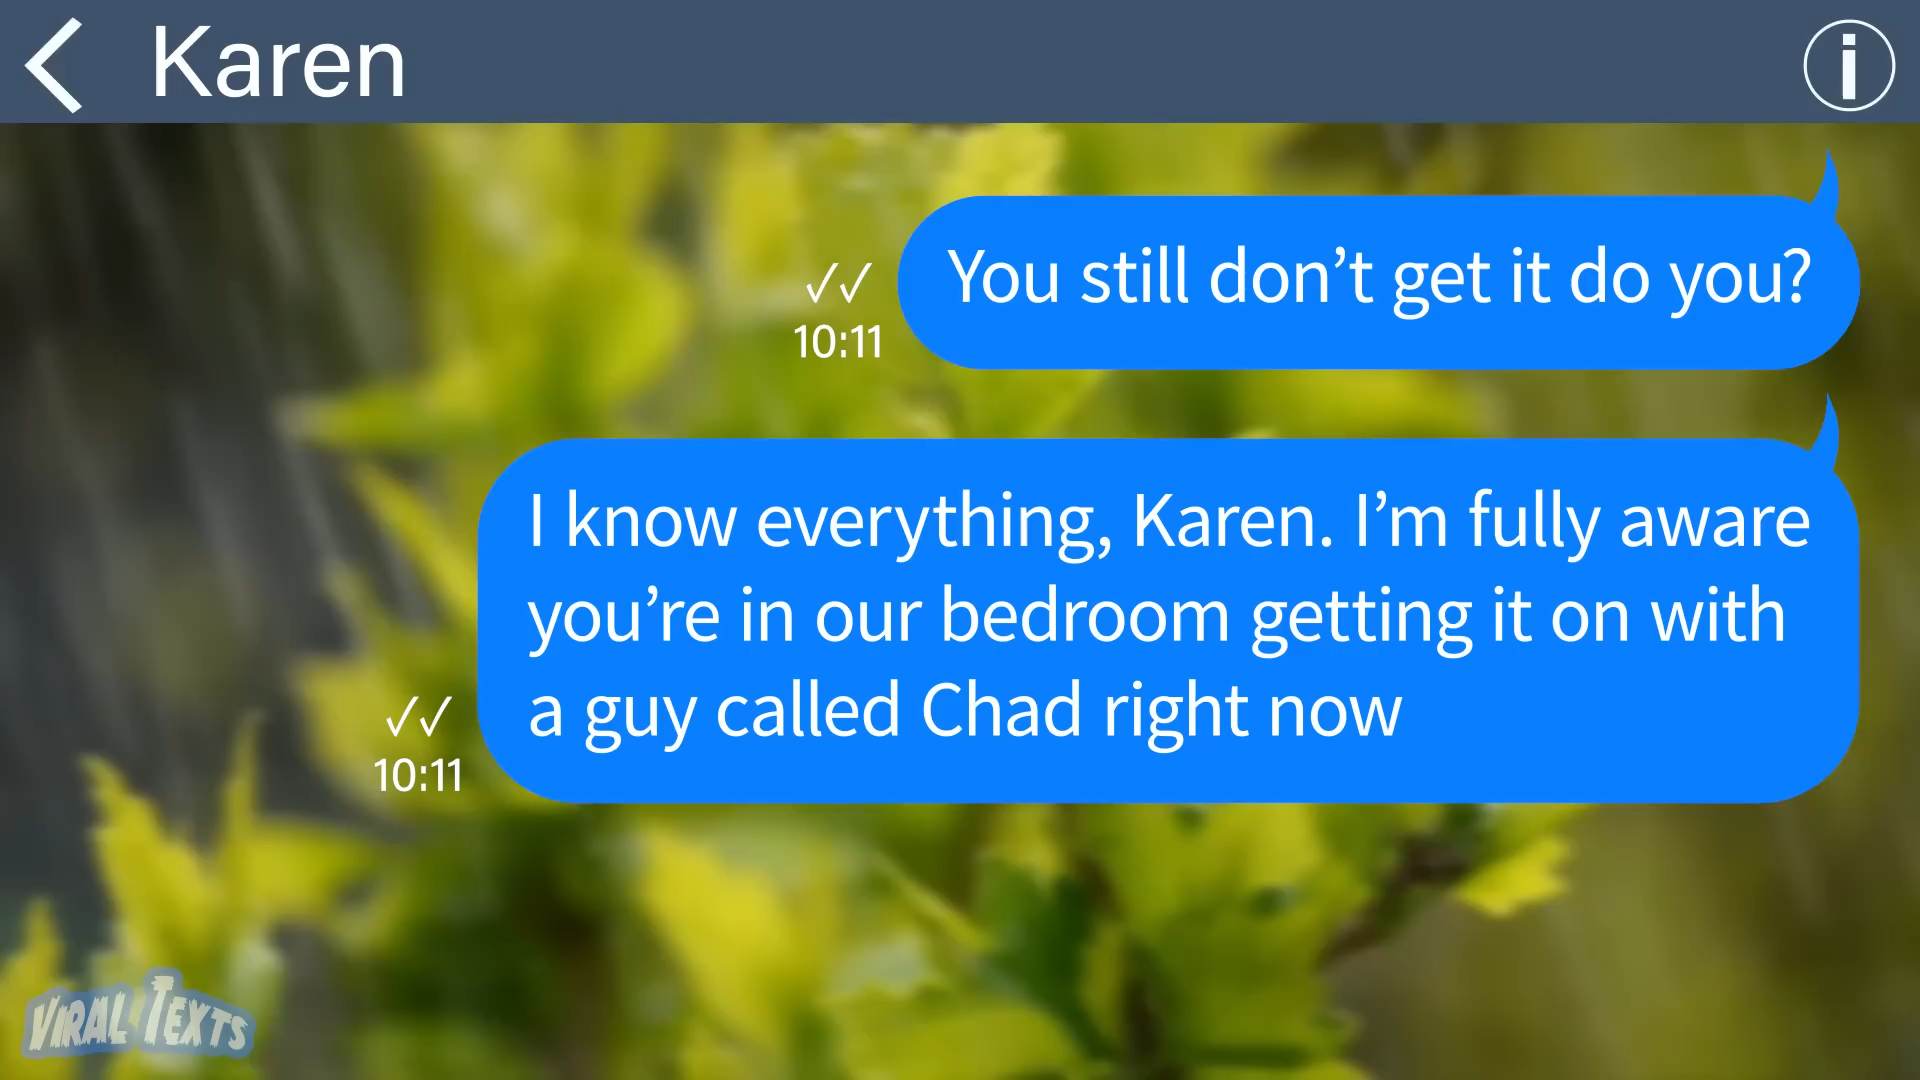 Karen
You still don’t get it do you?
✓✓
10:11
I know everything, Karen. I’m fully aware
you’re in our bedroom getting it on with
a guy called Chad right now
✓✓
10:11
VIRAL TEXTS